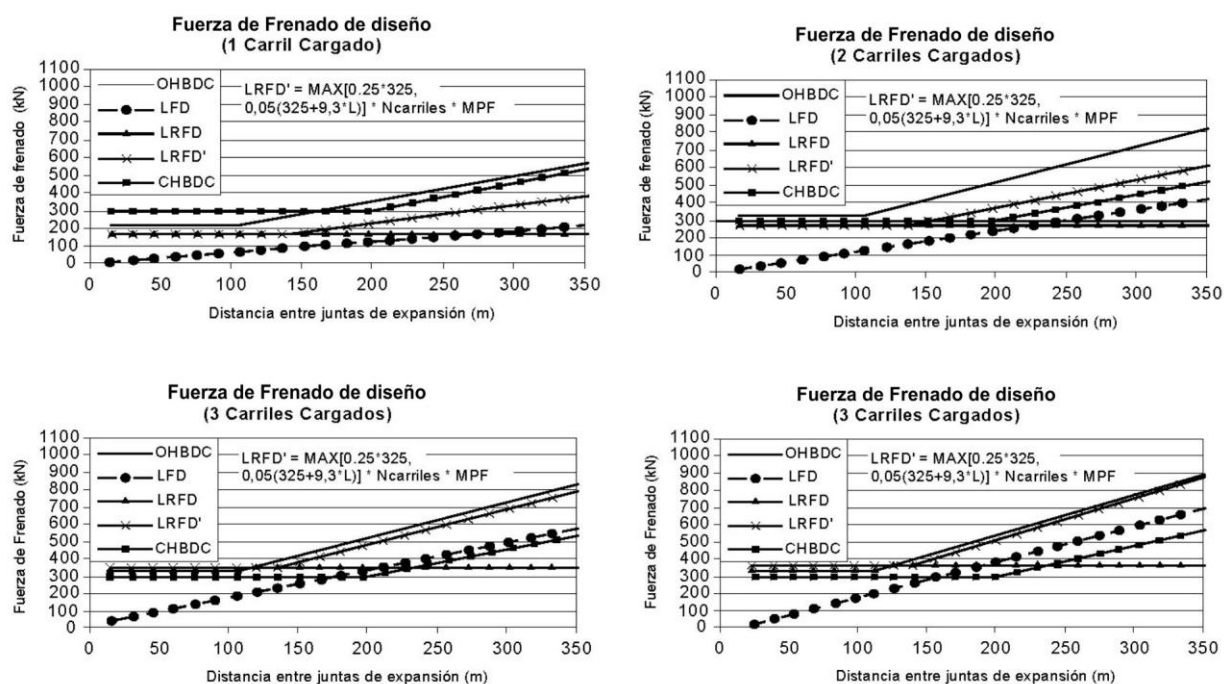 Fuerza de Frenado de diseño
(1 Carril Cargado)
Fuerza de frenado (kN)
1100
1000
900
800
700
600
500
400
300
200
100
0
OHBDC
LFD
LRFD
LRFD'
CHBDC
LRFD' = MAX[0.25*325,
0,05(325+9,3*L)] * Ncarriles * MPF
0 50 100 150 200 250 300 350
Distancia entre juntas de expansión (m)
Fuerza de Frenado de diseño
(2 Carriles Cargados)
Fuerza de frenado (kN)
1100
1000
900
800
700
600
500
400
300
200
100
0
OHBDC
LFD
LRFD
LRFD'
CHBDC
LRFD' = MAX[0.25*325,
0,05(325+9,3*L)] * Ncarriles * MPF
0 50 100 150 200 250 300 350
Distancia entre juntas de expansión (m)
Fuerza de Frenado de diseño
(3 Carriles Cargados)
Fuerza de Frenado (kN)
1100
1000
900
800
700
600
500
400
300
200
100
0
OHBDC
LFD
LRFD
LRFD'
CHBDC
LRFD' = MAX[0.25*325,
0,05(325+9,3*L)] * Ncarriles * MPF
0 50 100 150 200 250 300 350
Distancia entre juntas de expansión (m)
Fuerza de Frenado de diseño
(3 Carriles Cargados)
Fuerza de Frenado (kN)
1100
1000
900
800
700
600
500
400
300
200
100
0
OHBDC
LFD
LRFD
LRFD'
CHBDC
LRFD' = MAX[0.25*325,
0,05(325+9,3*L)] * Ncarriles * MPF
0 50 100 150 200 250 300 350
Distancia entre juntas de expansión (m)